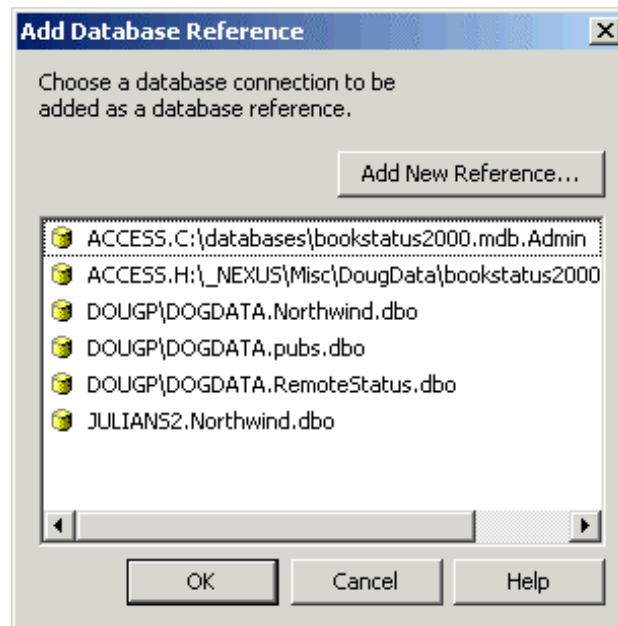 Add Database Reference
Choose a database connection to be
added as a database reference.
Add New Reference...
ACCESS.C:\databases\bookstatus2000.mdb.Admin
ACCESS.H:\_NEXUS\Misc\DougData\bookstatus2000
DOUGP\DOGDATA.Northwind.dbo
DOUGP\DOGDATA.pubs.dbo
DOUGP\DOGDATA.RemoteStatus.dbo
JULIANS2.Northwind.dbo
OK Cancel Help